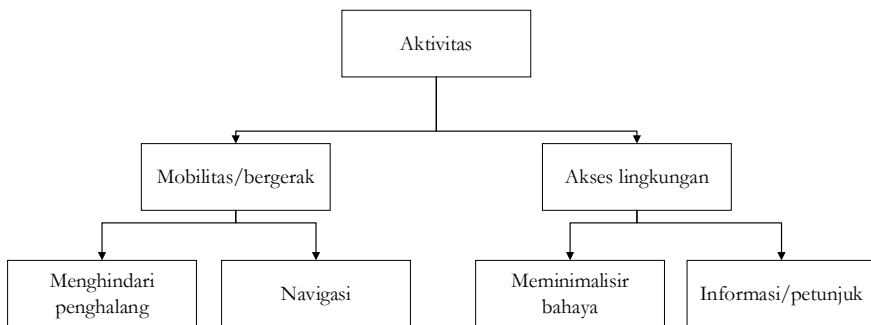 Aktivitas
Mobilitas/bergerak
Akses lingkungan
Menghindari
penghalang
Navigasi
Meminimalisir
bahaya
Informasi/petunjuk